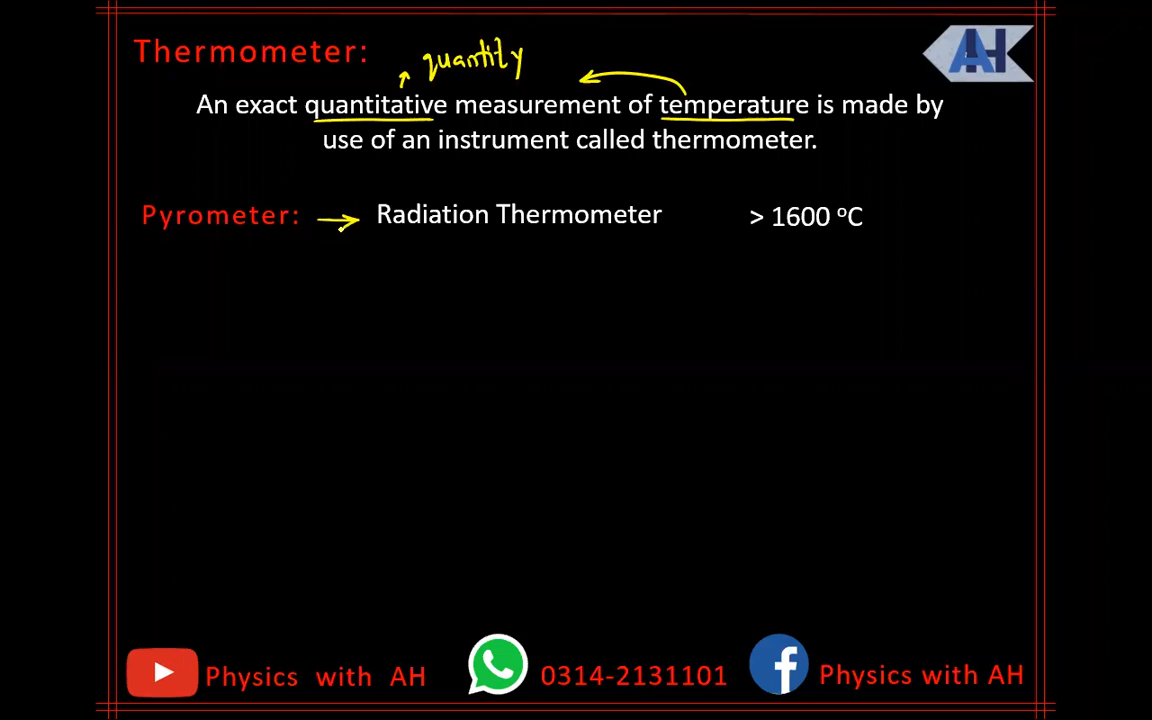 Thermometer:
quantity
AH
An exact quantitative measurement of temperature is made by
use of an instrument called thermometer.
Pyrometer: → Radiation Thermometer > 1600 ºC
Physics with AH 0314-2131101 Physics with AH